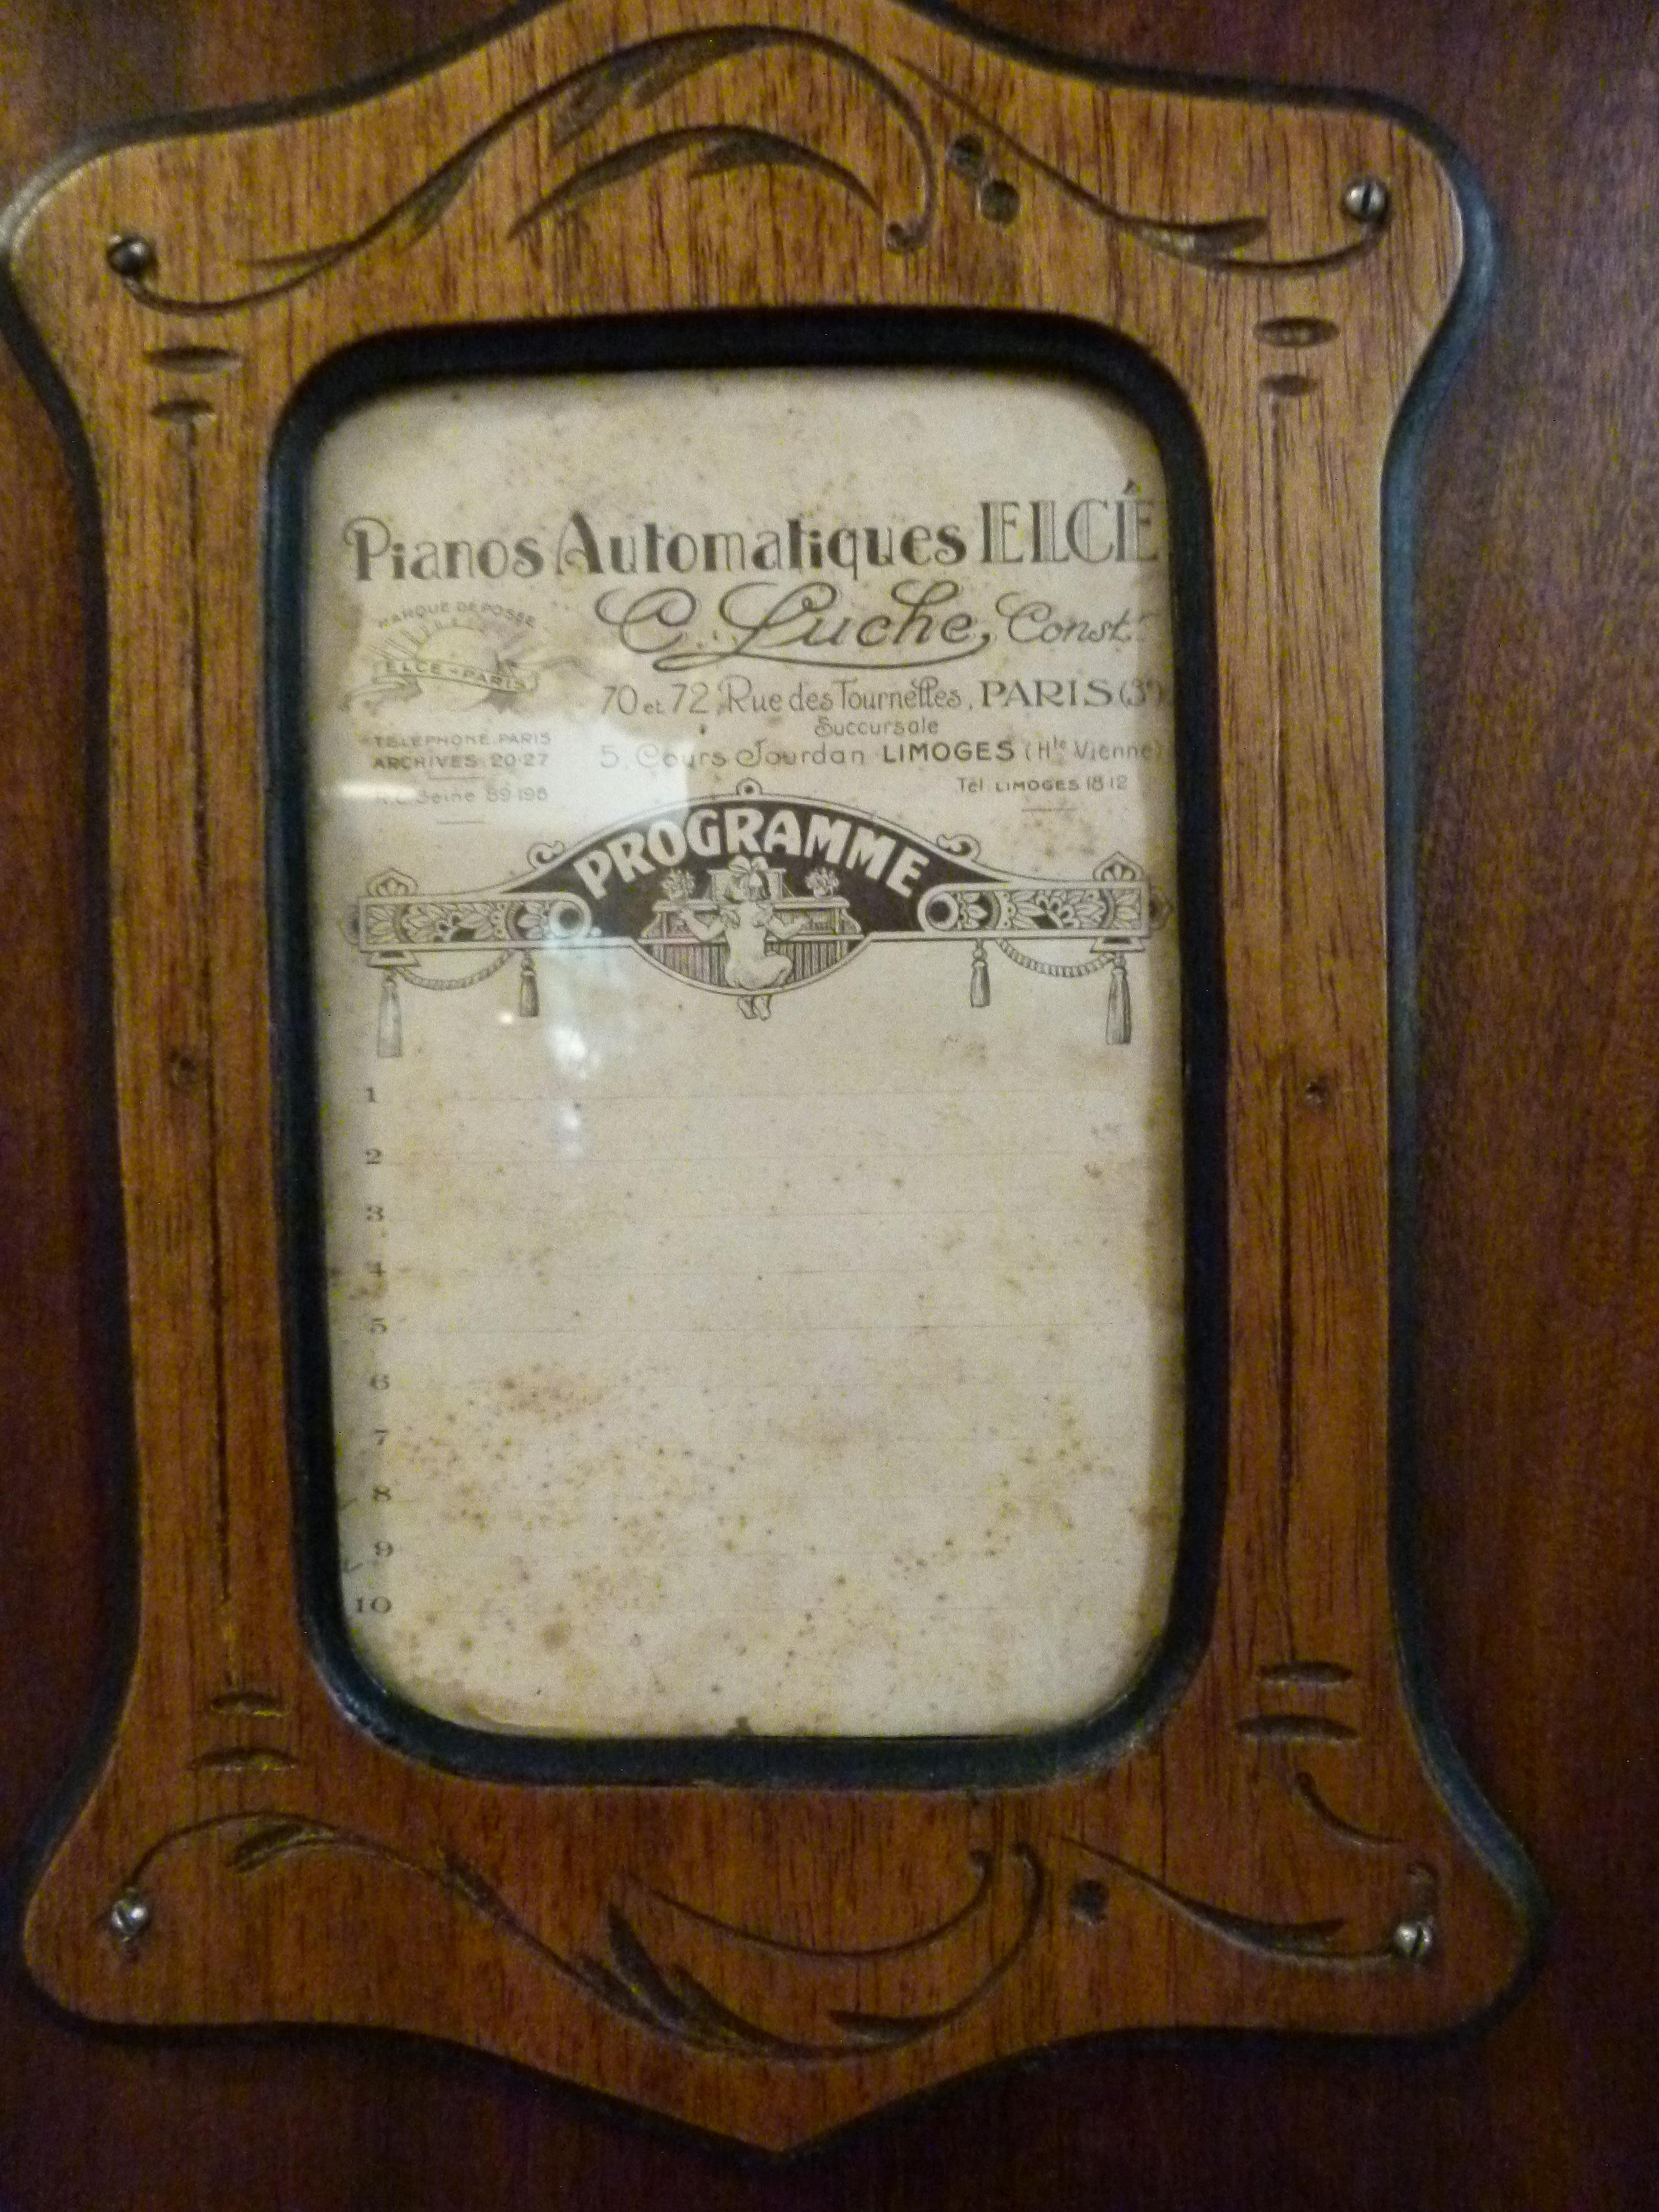 Pianos Automatiques ELCÉ
C. Luche, Constr
MARQUE DEPOSÉE
ELCÉ-PARIS
70 et 72, Rue des Tournelles, PARIS (3e)
Succursale
5, Cours Jourdan LIMOGES (Hte Vienne)
Tél. LIMOGES 18-12
TÉLÉPHONE PARIS
ARCHIVES 20-27
R.C. Seine 89-198
PROGRAMME
1
2
3
4
5
6
7
8
9
10